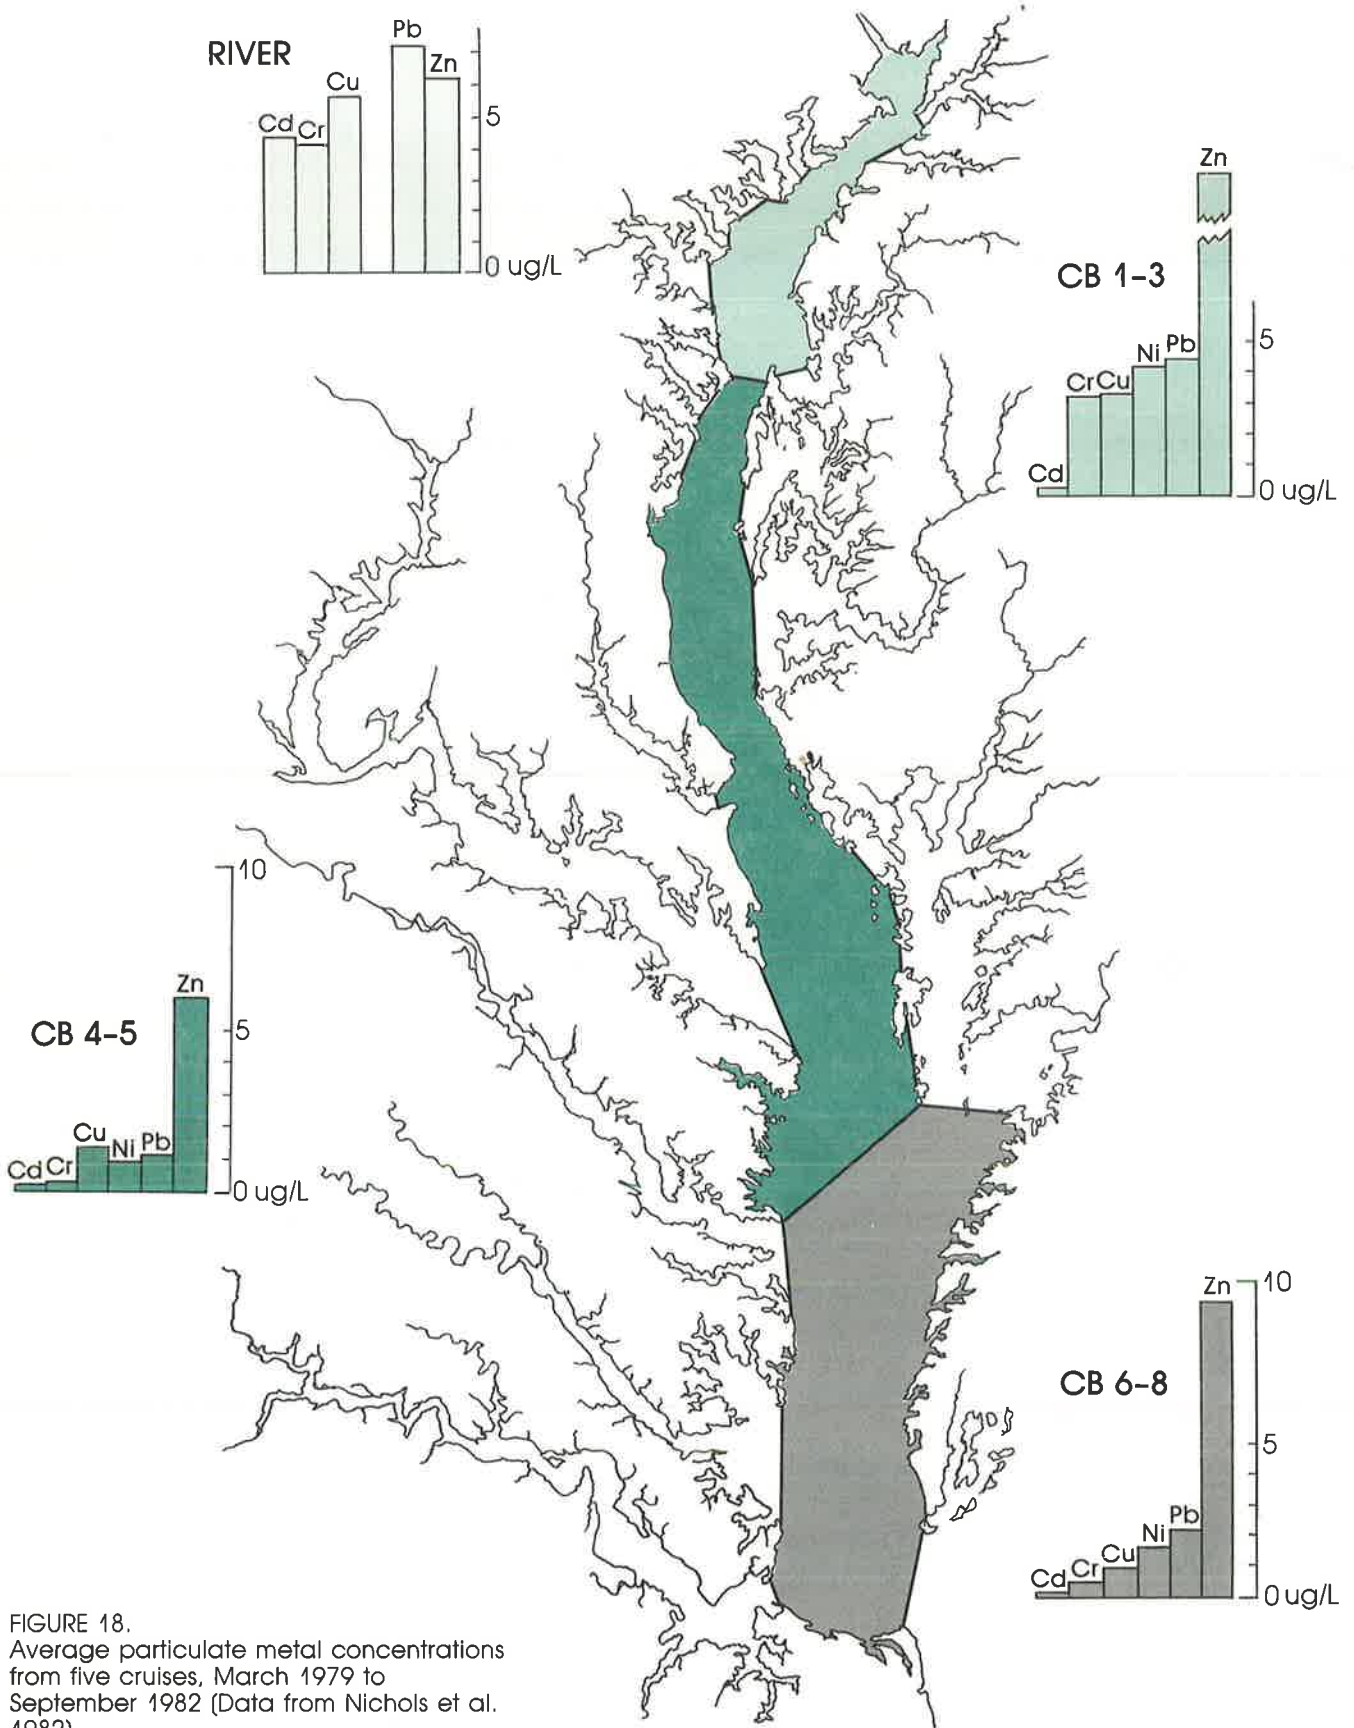 RIVER
Cd
Cr
Cu
Pb
Zn
5
0 ug/L
CB 1-3
Cd
Cr
Cu
Ni
Pb
Zn
5
0 ug/L
CB 4-5
Cd
Cr
Cu
Ni
Pb
Zn
10
5
0 ug/L
CB 6-8
Cd
Cr
Cu
Ni
Pb
Zn
10
5
0 ug/L
FIGURE 18.
Average particulate metal concentrations
from five cruises, March 1979 to
September 1982 (Data from Nichols et al.